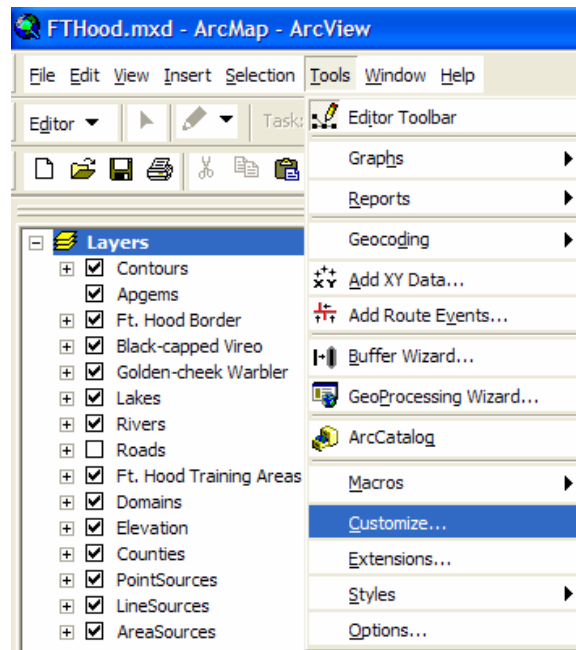 FTHood.mxd - ArcMap - ArcView
File Edit View Insert Selection Tools Window Help
Editor Task:
Editor Toolbar
Graphs
Reports
Geocoding
Add XY Data...
Add Route Events...
Buffer Wizard...
GeoProcessing Wizard...
ArcCatalog
Macros
Customize...
Extensions...
Styles
Options...
Layers
Contours
Apgems
Ft. Hood Border
Black-capped Vireo
Golden-cheek Warbler
Lakes
Rivers
Roads
Ft. Hood Training Areas
Domains
Elevation
Counties
PointSources
LineSources
AreaSources